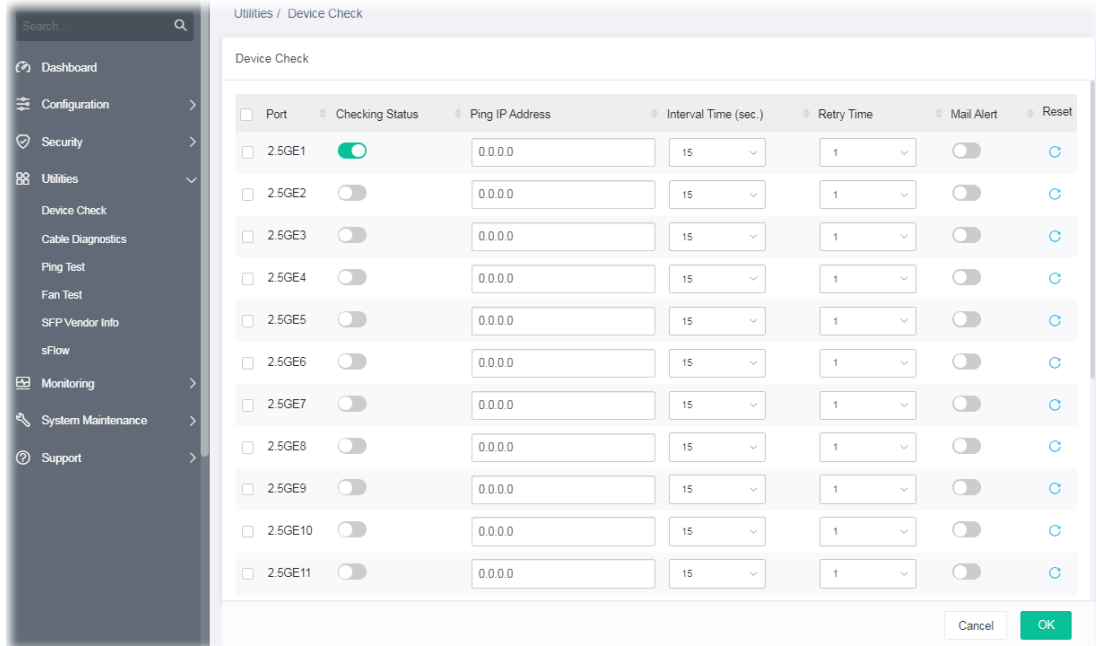 Search...
Dashboard
Configuration
Security
Utilities
Device Check
Cable Diagnostics
Ping Test
Fan Test
SFP Vendor Info
sFlow
Monitoring
System Maintenance
Support
Utilities / Device Check
Device Check
Port Checking Status Ping IP Address Interval Time (sec.) Retry Time Mail Alert Reset
2.5GE1 0.0.0.0 15 1
2.5GE2 0.0.0.0 15 1
2.5GE3 0.0.0.0 15 1
2.5GE4 0.0.0.0 15 1
2.5GE5 0.0.0.0 15 1
2.5GE6 0.0.0.0 15 1
2.5GE7 0.0.0.0 15 1
2.5GE8 0.0.0.0 15 1
2.5GE9 0.0.0.0 15 1
2.5GE10 0.0.0.0 15 1
2.5GE11 0.0.0.0 15 1
Cancel OK